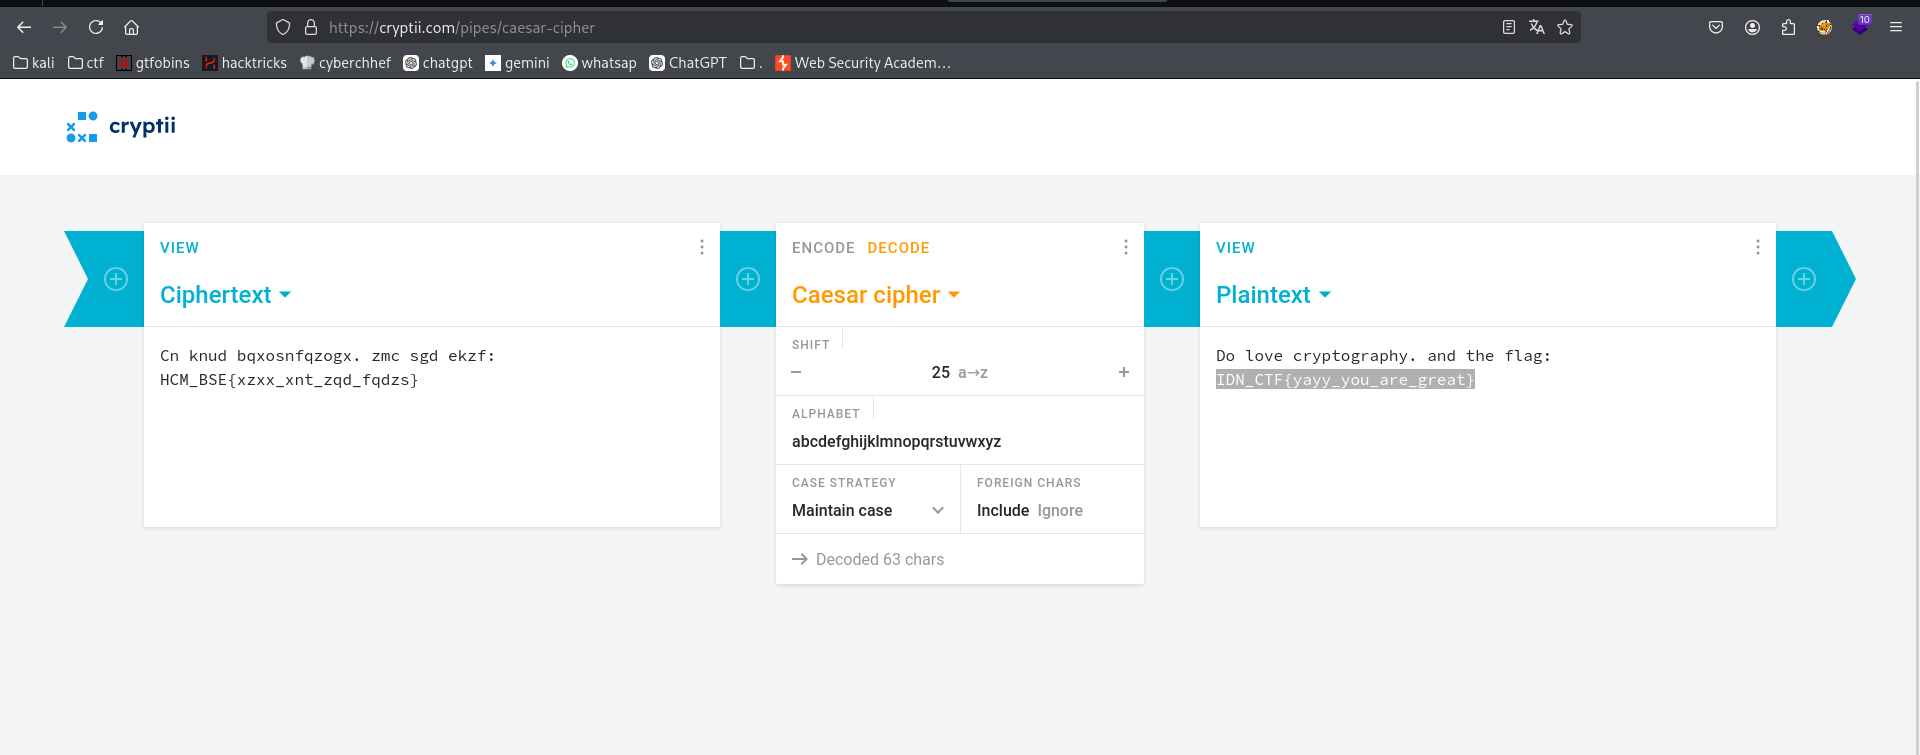 https://cryptii.com/pipes/caesar-cipher
10
kali ctf gtfobins hacktricks cyberchhef chatgpt gemini whatsap ChatGPT . Web Security Academ…
cryptii
VIEW
Ciphertext
Cn knud bqxosnfqzogx. zmc sgd ekzf:
HCM_BSE{xzxx_xnt_zqd_fqdzs}
ENCODE DECODE
Caesar cipher
SHIFT
− 25 a→z +
ALPHABET
abcdefghijklmnopqrstuvwxyz
CASE STRATEGY FOREIGN CHARS
Maintain case Include Ignore
→ Decoded 63 chars
VIEW
Plaintext
Do love cryptography. and the flag:
IDN_CTF{yayy_you_are_great}